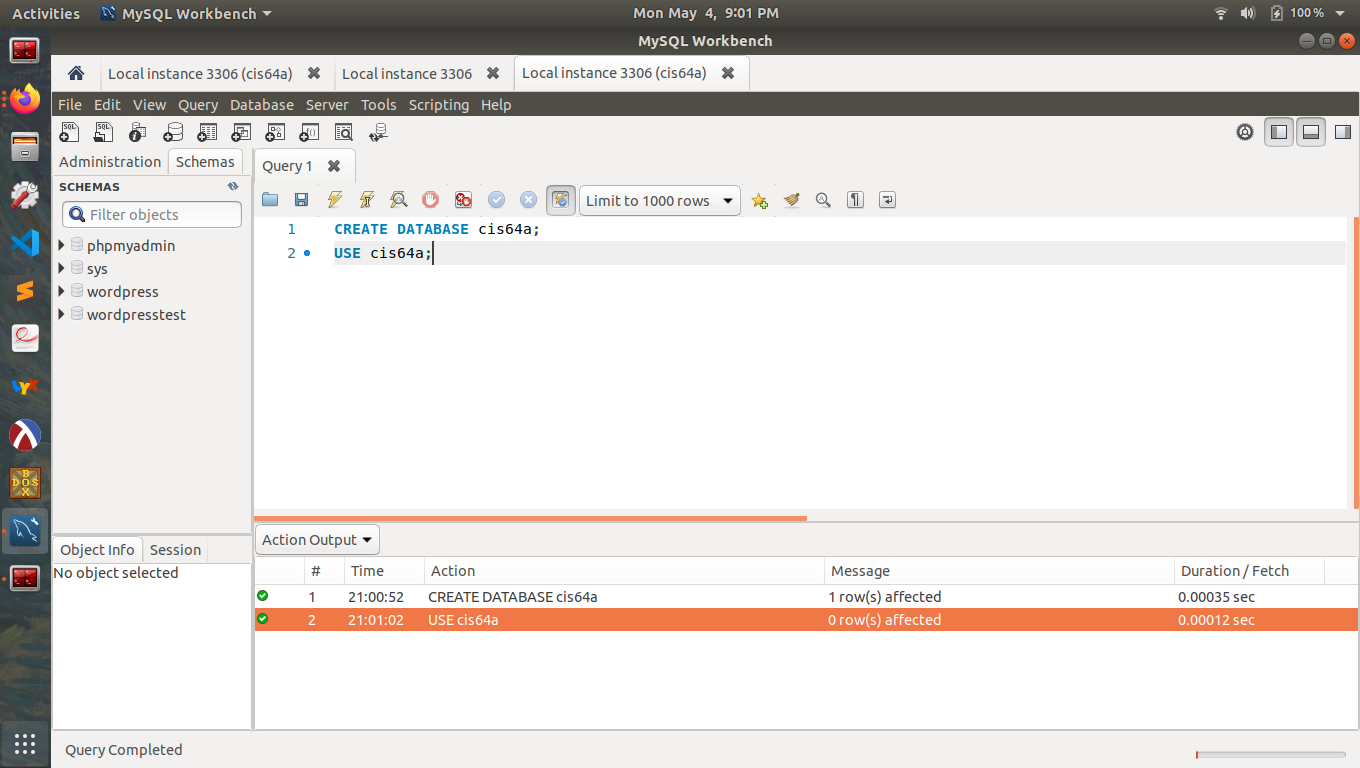 Activities MySQL Workbench Mon May 4, 9:01 PM 100%
MySQL Workbench
Local instance 3306 (cis64a) Local instance 3306 Local instance 3306 (cis64a)
File Edit View Query Database Server Tools Scripting Help
Administration Schemas Query 1
SCHEMAS
Filter objects
Limit to 1000 rows
phpmyadmin
sys
wordpress
wordpresstest
1 CREATE DATABASE cis64a;
2 USE cis64a;
Object Info Session
No object selected
Action Output
# Time Action Message Duration / Fetch
1 21:00:52 CREATE DATABASE cis64a 1 row(s) affected 0.00035 sec
2 21:01:02 USE cis64a 0 row(s) affected 0.00012 sec
Query Completed